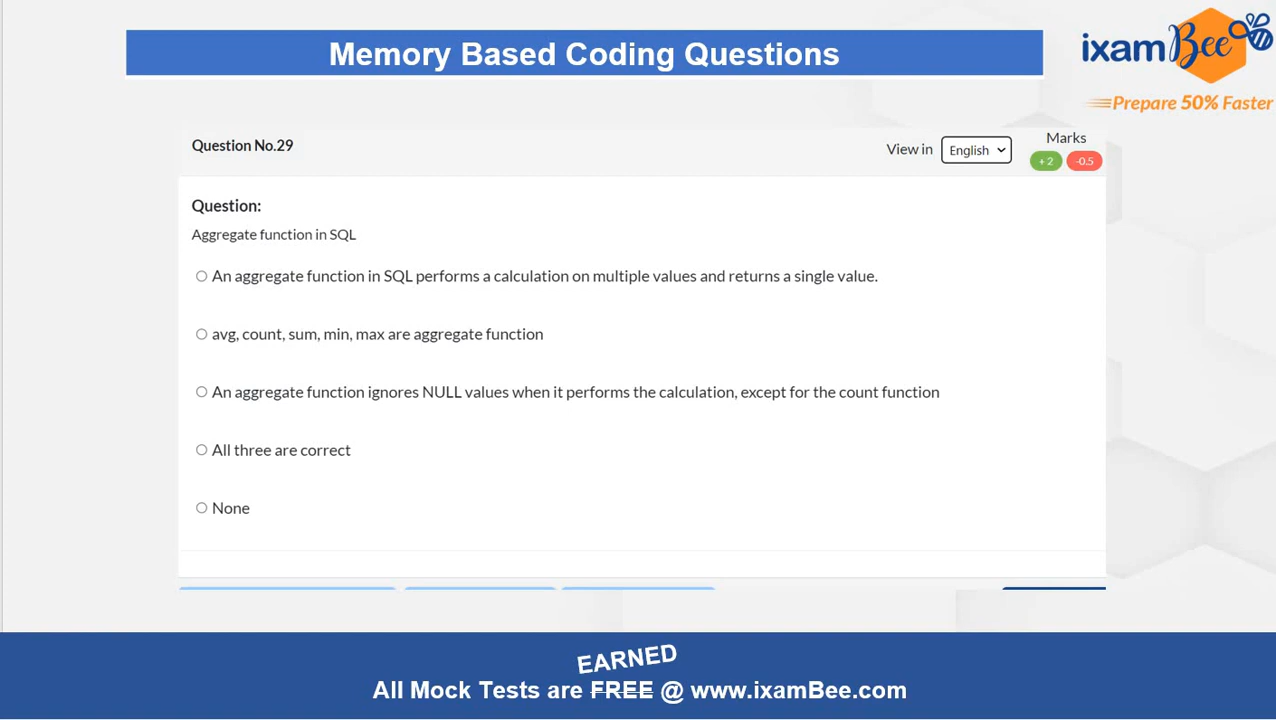 Memory Based Coding Questions
ixamBee
Prepare 50% Faster
Question No.29
View in English
Marks
+ 2 -0.5
Question:
Aggregate function in SQL
An aggregate function in SQL performs a calculation on multiple values and returns a single value.
avg, count, sum, min, max are aggregate function
An aggregate function ignores NULL values when it performs the calculation, except for the count function
All three are correct
None
EARNED
All Mock Tests are FREE @ www.ixamBee.com